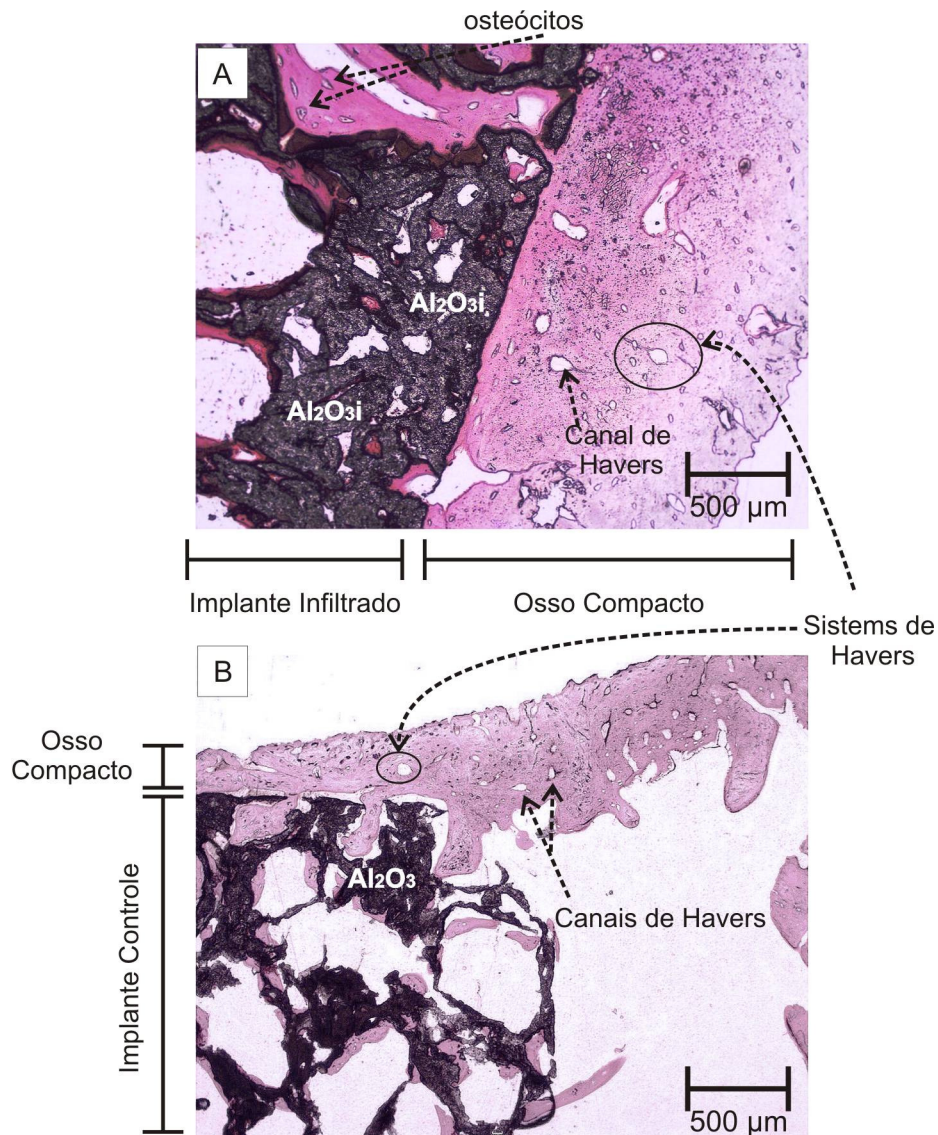 osteócitos
A
Al₂O₃i
Al₂O₃i
Canal de
Havers
500 µm
Implante Infiltrado
Osso Compacto
Sistems de
Havers
B
Osso
Compacto
Al₂O₃
Canais de Havers
Implante Controle
500 µm